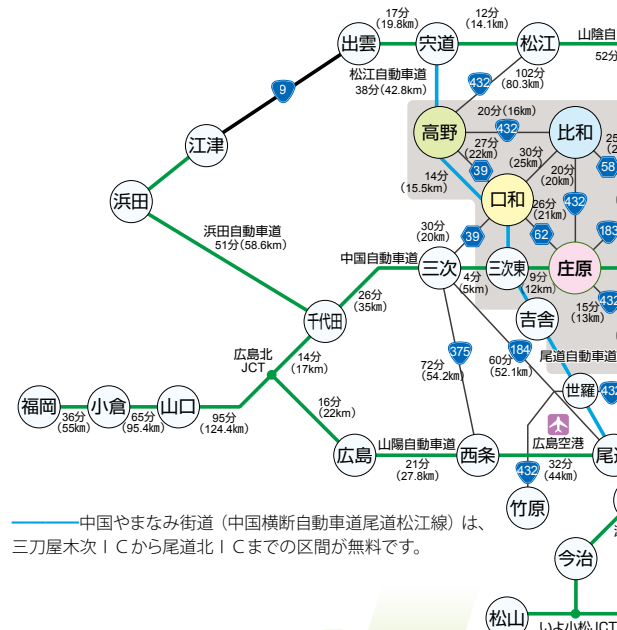 17分
(19.8km)
12分
(14.1km)
出雲
宍道
松江
山陰自
52分
松江自動車道
38分(42.8km)
102分
(80.3km)
432
9
20分(16km)
432
高野
比和
江津
27分
(22km)
39
30分
(25km)
20分
(20km)
58
14分
(15.5km)
浜田
口和
26分
(21km)
432
浜田自動車道
51分(58.6km)
30分
(20km)
39
62
183
中国自動車道
三次
4分
(5km)
三次東
9分
(12km)
庄原
26分
(35km)
15分
(13km)
432
千代田
吉舎
広島北
JCT
14分
(17km)
375
184
尾道自動車道
72分
(54.2km)
60分
(52.1km)
世羅
432
福岡
36分
(55km)
小倉
65分
(95.4km)
山口
95分
(124.4km)
16分
(22km)
広島空港
広島
山陽自動車道
21分
(27.8km)
西条
32分
(44km)
尾道
432
竹原
中国やまなみ街道（中国横断自動車道尾道松江線）は、
三刀屋木次ＩＣから尾道北ＩＣまでの区間が無料です。
今治
松山
いよ小松JCT